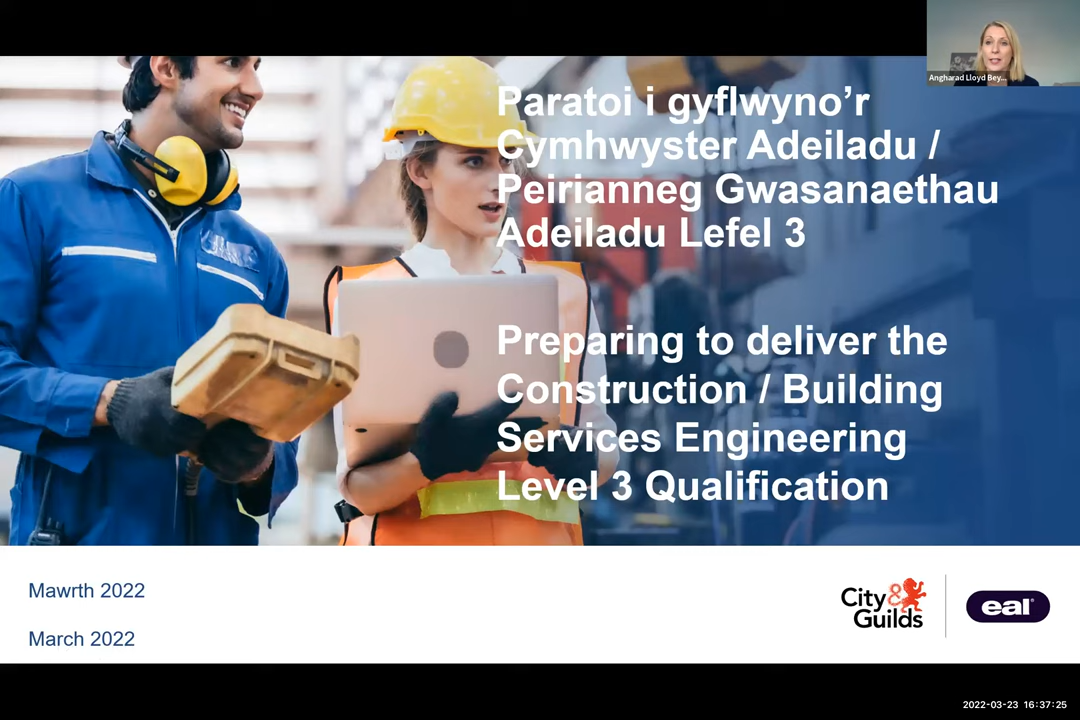 Angharad Lloyd Bey...
Paratoi i gyflwyno’r
Cymhwyster Adeiladu /
Peirianneg Gwasanaethau
Adeiladu Lefel 3
Preparing to deliver the
Construction / Building
Services Engineering
Level 3 Qualification
Mawrth 2022
March 2022
City &
Guilds
eal
2022-03-23 16:37:25